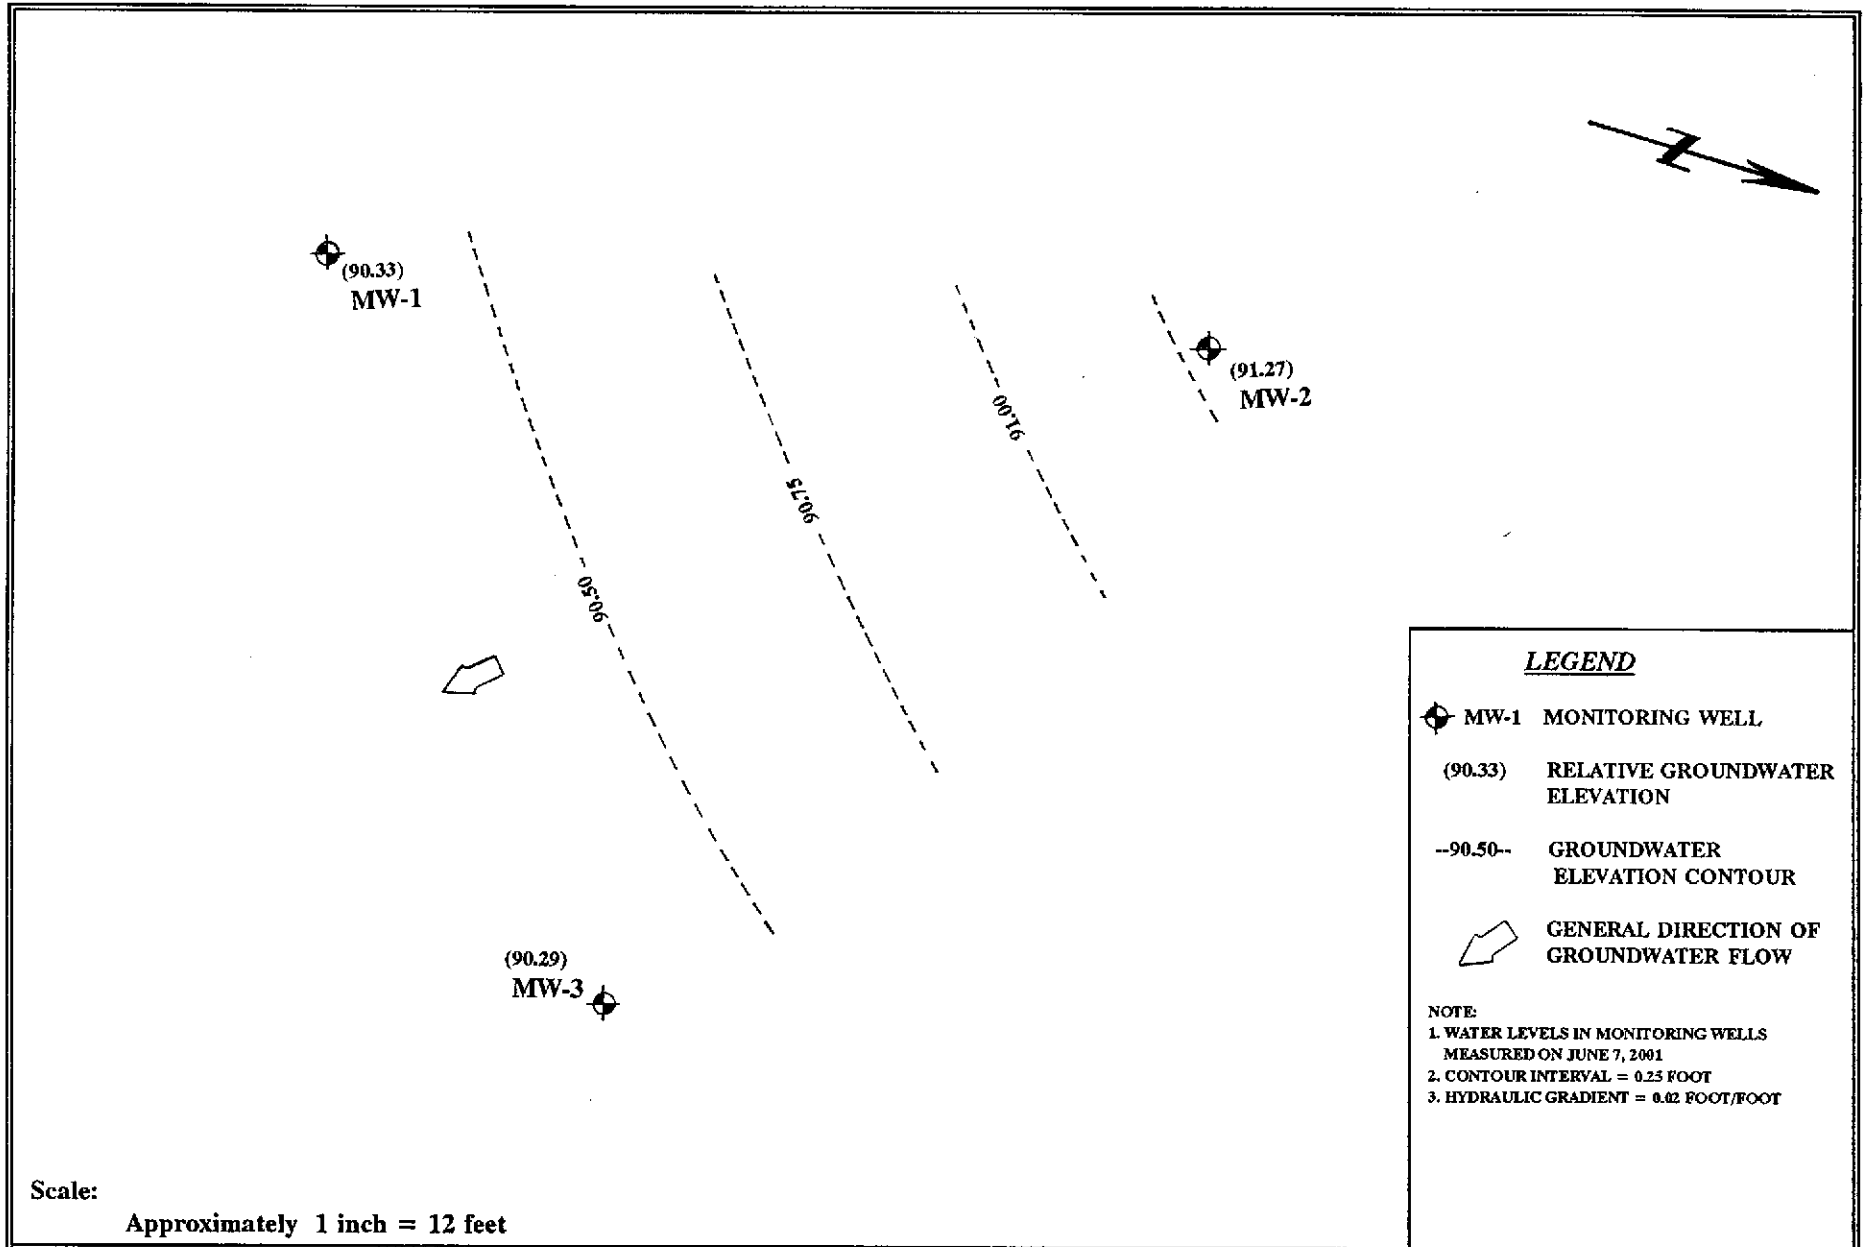 N
(90.33)
MW-1
(91.27)
MW-2
91.00
90.75
90.50
(90.29)
MW-3
LEGEND
MW-1 MONITORING WELL
(90.33) RELATIVE GROUNDWATER
ELEVATION
--90.50-- GROUNDWATER
ELEVATION CONTOUR
GENERAL DIRECTION OF
GROUNDWATER FLOW
NOTE:
1. WATER LEVELS IN MONITORING WELLS
MEASURED ON JUNE 7, 2001
2. CONTOUR INTERVAL = 0.25 FOOT
3. HYDRAULIC GRADIENT = 0.02 FOOT/FOOT
Scale:
Approximately 1 inch = 12 feet